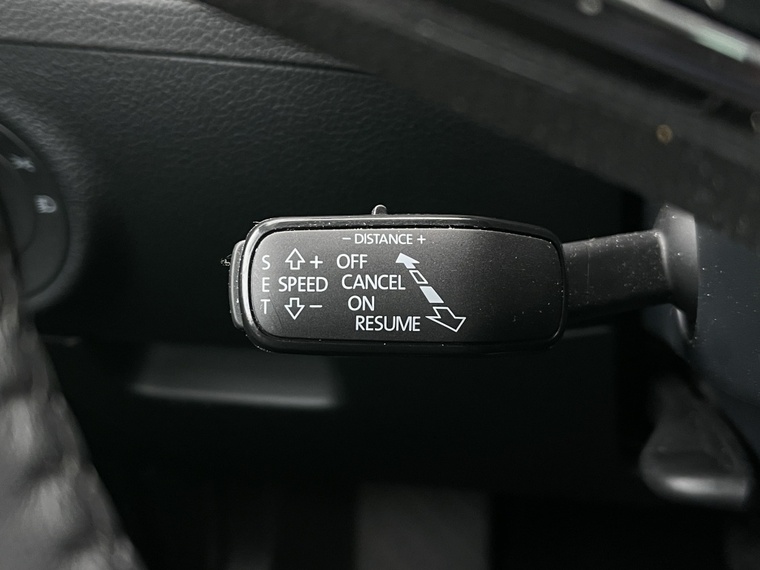 − DISTANCE +
S + OFF
E SPEED CANCEL
T − ON
RESUME